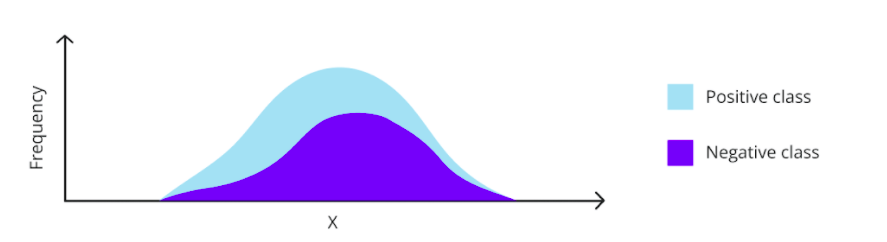 Frequency
X
Positive class
Negative class